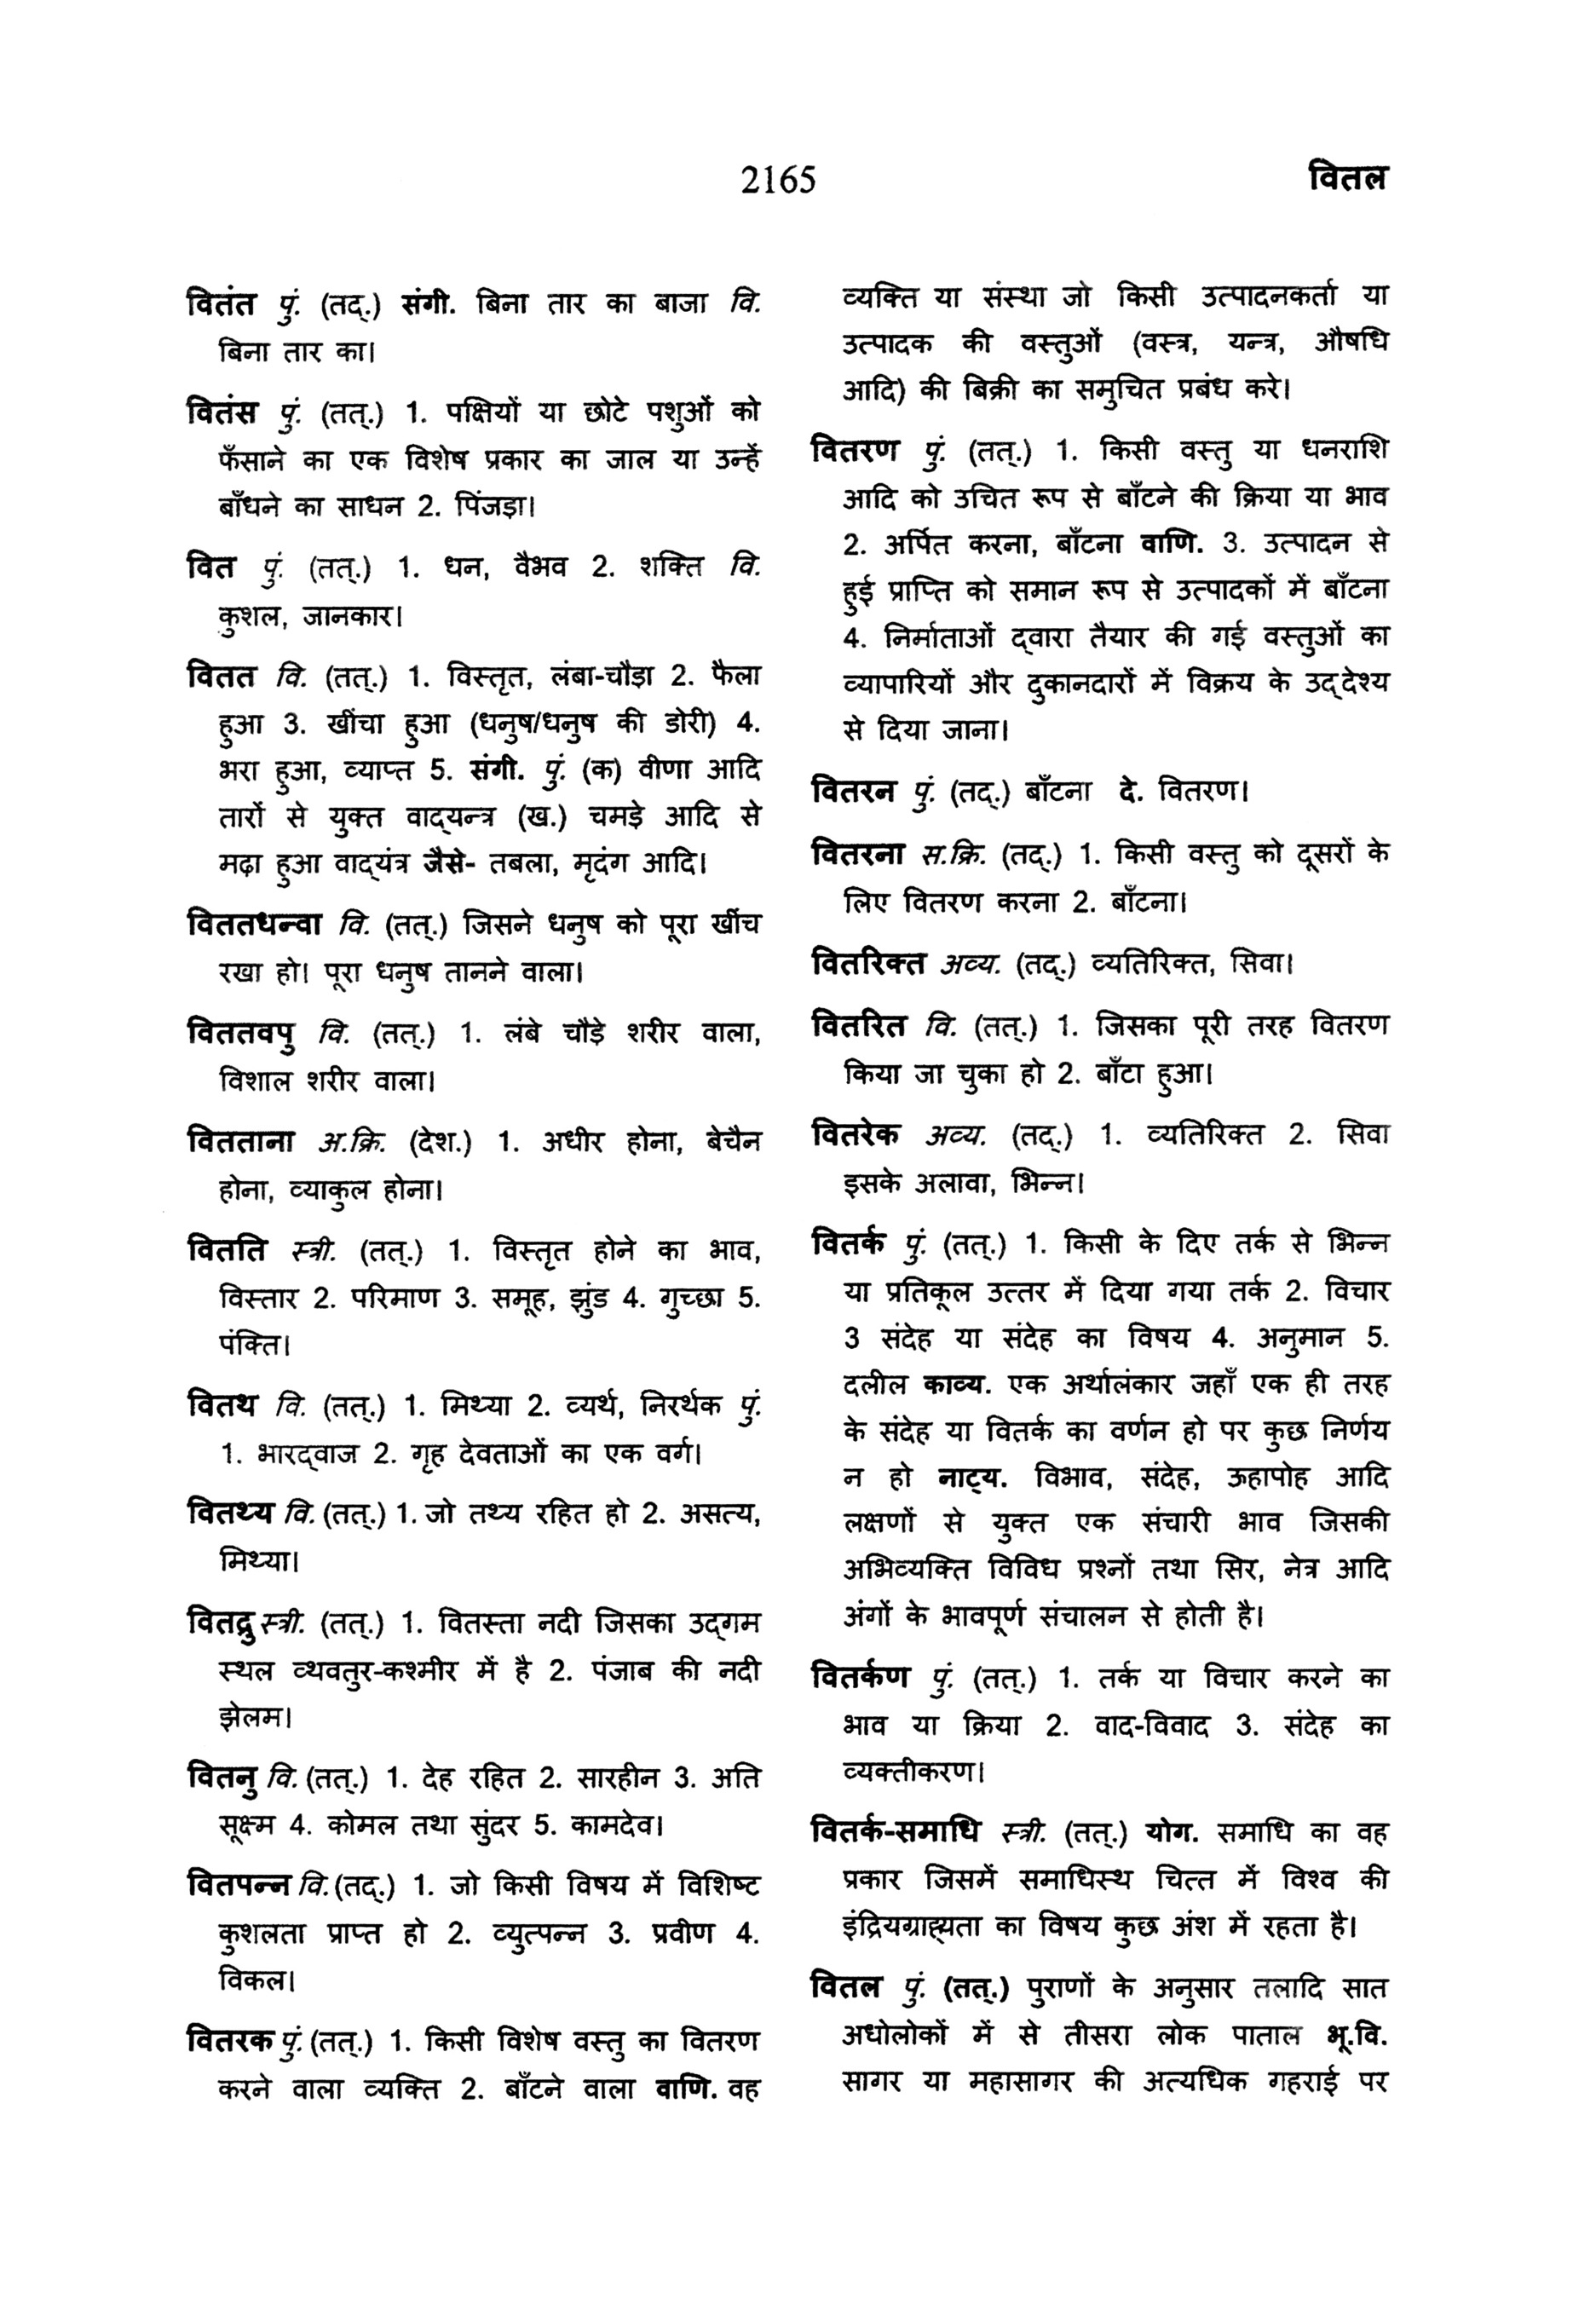 2165
वितल
वितंत पुं. (तद्.) संगी. बिना तार का बाजा वि.
बिना तार का।
वितंस पुं. (तत्.) 1. पक्षियों या छोटे पशुओं को
फँसाने का एक विशेष प्रकार का जाल या उन्हें
बाँधने का साधन 2. पिंजड़ा।
वित पुं. (तत्.) 1. धन, वैभव 2. शक्ति वि.
कुशल, जानकार।
वितत वि. (तत्.) 1. विस्तृत, लंबा-चौड़ा 2. फैला
हुआ 3. खींचा हुआ (धनुष/धनुष की डोरी) 4.
भरा हुआ, व्याप्त 5. संगी. पुं. (क) वीणा आदि
तारों से युक्त वाद्‍यन्त्र (ख.) चमड़े आदि से
मढ़ा हुआ वाद्‍यंत्र जैसे- तबला, मृदंग आदि।
विततधन्वा वि. (तत्.) जिसने धनुष को पूरा खींच
रखा हो। पूरा धनुष तानने वाला।
विततवपु वि. (तत्.) 1. लंबे चौड़े शरीर वाला,
विशाल शरीर वाला।
वितताना अ.क्रि. (देश.) 1. अधीर होना, बेचैन
होना, व्याकुल होना।
वितति स्त्री. (तत्.) 1. विस्तृत होने का भाव,
विस्तार 2. परिमाण 3. समूह, झुंड 4. गुच्छा 5.
पंक्ति।
वितथ वि. (तत्.) 1. मिथ्या 2. व्यर्थ, निरर्थक पुं.
1. भारद्‍वाज 2. गृह देवताओं का एक वर्ग।
वितथ्य वि. (तत्.) 1. जो तथ्य रहित हो 2. असत्य,
मिथ्या।
वितद्रु स्त्री. (तत्.) 1. वितस्ता नदी जिसका उद्‍गम
स्थल व्थवतुर-कश्मीर में है 2. पंजाब की नदी
झेलम।
वितनु वि. (तत्.) 1. देह रहित 2. सारहीन 3. अति
सूक्ष्म 4. कोमल तथा सुंदर 5. कामदेव।
वितपन्न वि. (तद्.) 1. जो किसी विषय में विशिष्ट
कुशलता प्राप्त हो 2. व्युत्पन्न 3. प्रवीण 4.
विकल।
वितरक पुं. (तत्.) 1. किसी विशेष वस्तु का वितरण
करने वाला व्यक्ति 2. बाँटने वाला वाणि. वह
व्यक्ति या संस्था जो किसी उत्पादनकर्ता या
उत्पादक की वस्तुओं (वस्त्र, यन्त्र, औषधि
आदि) की बिक्री का समुचित प्रबंध करे।
वितरण पुं. (तत्.) 1. किसी वस्तु या धनराशि
आदि को उचित रूप से बाँटने की क्रिया या भाव
2. अर्पित करना, बाँटना वाणि. 3. उत्पादन से
हुई प्राप्ति को समान रूप से उत्पादकों में बाँटना
4. निर्माताओं द्‍वारा तैयार की गई वस्तुओं का
व्यापारियों और दुकानदारों में विक्रय के उद्‍देश्य
से दिया जाना।
वितरन पुं. (तद्.) बाँटना दे. वितरण।
वितरना स.क्रि. (तद्.) 1. किसी वस्तु को दूसरों के
लिए वितरण करना 2. बाँटना।
वितरिक्त अव्य. (तद्.) व्यतिरिक्त, सिवा।
वितरित वि. (तत्.) 1. जिसका पूरी तरह वितरण
किया जा चुका हो 2. बाँटा हुआ।
वितरेक अव्य. (तद्.) 1. व्यतिरिक्त 2. सिवा
इसके अलावा, भिन्न।
वितर्क पुं. (तत्.) 1. किसी के दिए तर्क से भिन्न
या प्रतिकूल उत्तर में दिया गया तर्क 2. विचार
3 संदेह या संदेह का विषय 4. अनुमान 5.
दलील काव्य. एक अर्थालंकार जहाँ एक ही तरह
के संदेह या वितर्क का वर्णन हो पर कुछ निर्णय
न हो नाट्य. विभाव, संदेह, ऊहापोह आदि
लक्षणों से युक्त एक संचारी भाव जिसकी
अभिव्यक्ति विविध प्रश्नों तथा सिर, नेत्र आदि
अंगों के भावपूर्ण संचालन से होती है।
वितर्कण पुं. (तत्.) 1. तर्क या विचार करने का
भाव या क्रिया 2. वाद-विवाद 3. संदेह का
व्यक्तीकरण।
वितर्क-समाधि स्त्री. (तत्.) योग. समाधि का वह
प्रकार जिसमें समाधिस्थ चित्त में विश्व की
इंद्रियग्राह्यता का विषय कुछ अंश में रहता है।
वितल पुं. (तत्.) पुराणों के अनुसार तलादि सात
अधोलोकों में से तीसरा लोक पाताल भू.वि.
सागर या महासागर की अत्यधिक गहराई पर